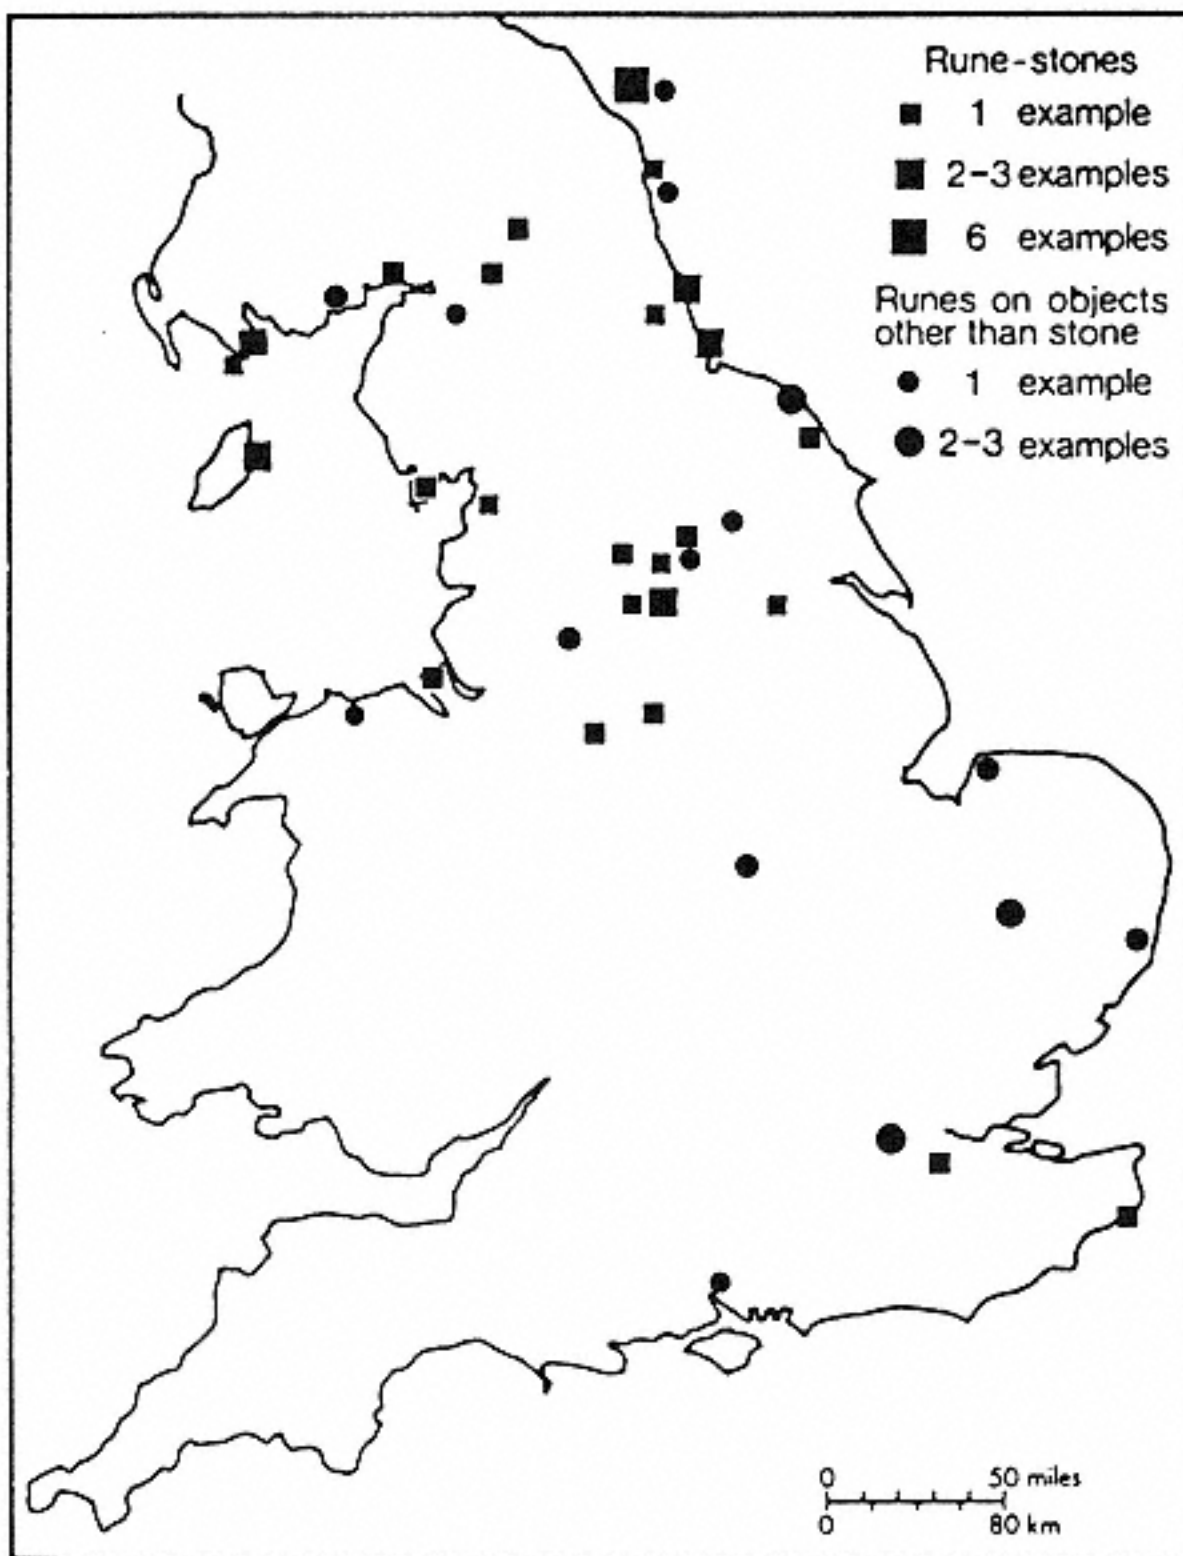 Rune-stones
1 example
2-3 examples
6 examples
Runes on objects
other than stone
1 example
2-3 examples
0 50 miles
0 80 km